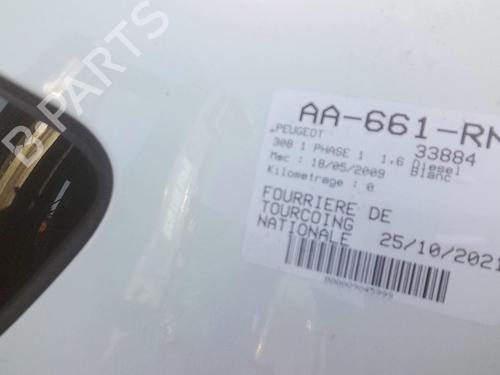 AA-661-RN
33884
PEUGEOT
308 1 PHASE 1 1.6 Diesel
Mec : 18/05/2009 Blanc
Kilometrage : 0
FOURRIERE DE
TOURCOING
NATIONALE 25/10/2021
000009045999